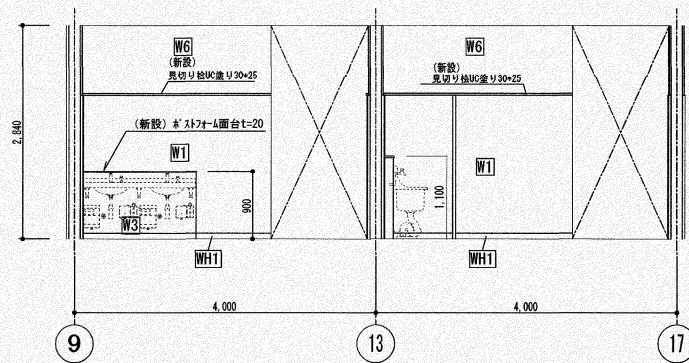 W6
(新設)
見切り桧UC塗り30*25
(新設) ポストフォーム面台t=20
W1
W3
900
WH1
2,840
W6
(新設)
見切り桧UC塗り30*25
W1
1,100
WH1
4,000
4,000
9
13
17